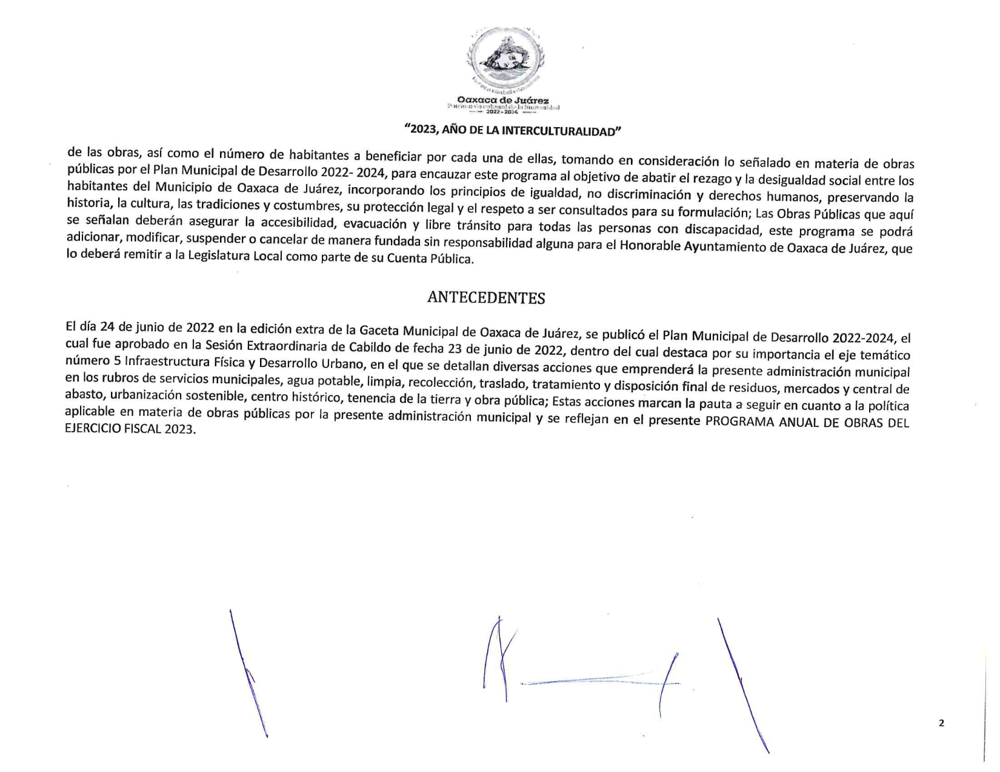 Oaxaca de Juárez
2022-2024
“2023, AÑO DE LA INTERCULTURALIDAD”
de las obras, así como el número de habitantes a beneficiar por cada una de ellas, tomando en consideración lo señalado en materia de obras
públicas por el Plan Municipal de Desarrollo 2022- 2024, para encauzar este programa al objetivo de abatir el rezago y la desigualdad social entre los
habitantes del Municipio de Oaxaca de Juárez, incorporando los principios de igualdad, no discriminación y derechos humanos, preservando la
historia, la cultura, las tradiciones y costumbres, su protección legal y el respeto a ser consultados para su formulación; Las Obras Públicas que aquí
se señalan deberán asegurar la accesibilidad, evacuación y libre tránsito para todas las personas con discapacidad, este programa se podrá
adicionar, modificar, suspender o cancelar de manera fundada sin responsabilidad alguna para el Honorable Ayuntamiento de Oaxaca de Juárez, que
lo deberá remitir a la Legislatura Local como parte de su Cuenta Pública.
ANTECEDENTES
El día 24 de junio de 2022 en la edición extra de la Gaceta Municipal de Oaxaca de Juárez, se publicó el Plan Municipal de Desarrollo 2022-2024, el
cual fue aprobado en la Sesión Extraordinaria de Cabildo de fecha 23 de junio de 2022, dentro del cual destaca por su importancia el eje temático
número 5 Infraestructura Física y Desarrollo Urbano, en el que se detallan diversas acciones que emprenderá la presente administración municipal
en los rubros de servicios municipales, agua potable, limpia, recolección, traslado, tratamiento y disposición final de residuos, mercados y central de
abasto, urbanización sostenible, centro histórico, tenencia de la tierra y obra pública; Estas acciones marcan la pauta a seguir en cuanto a la política
aplicable en materia de obras públicas por la presente administración municipal y se reflejan en el presente PROGRAMA ANUAL DE OBRAS DEL
EJERCICIO FISCAL 2023.
2